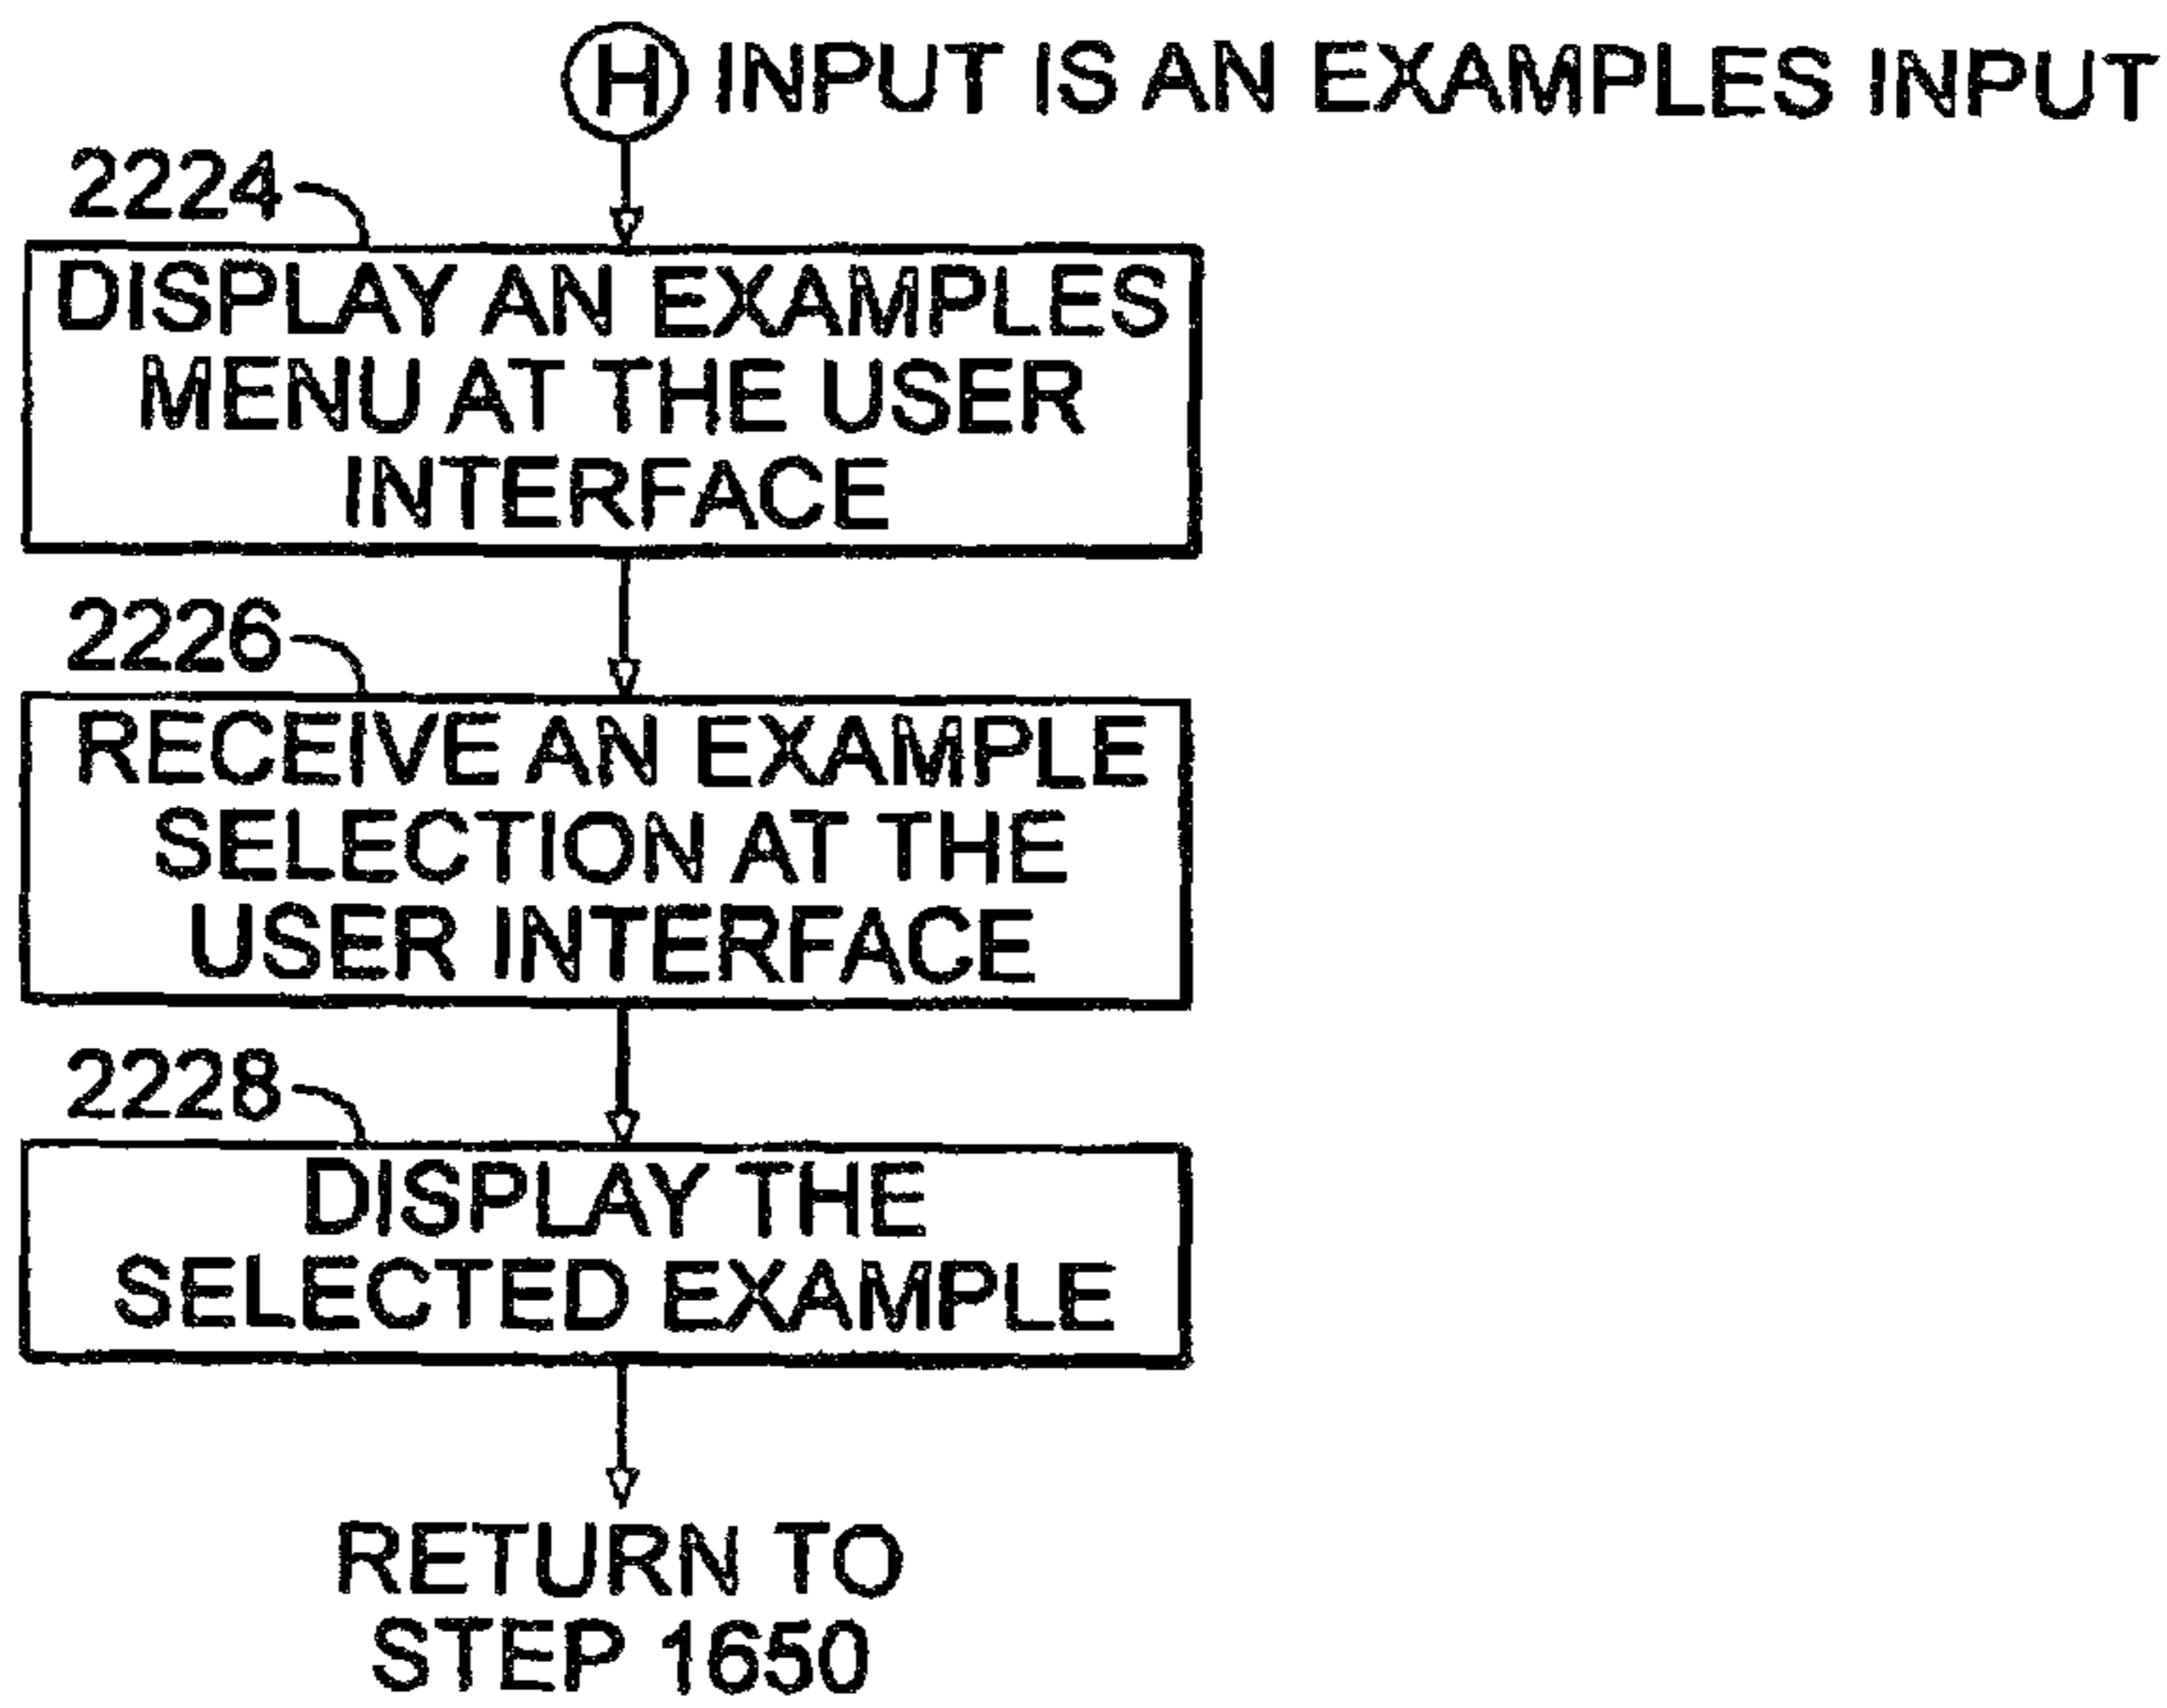 H INPUT IS AN EXAMPLES INPUT
2224
DISPLAY AN EXAMPLES
MENU AT THE USER
INTERFACE
2226
RECEIVE AN EXAMPLE
SELECTION AT THE
USER INTERFACE
2228
DISPLAY THE
SELECTED EXAMPLE
RETURN TO
STEP 1650